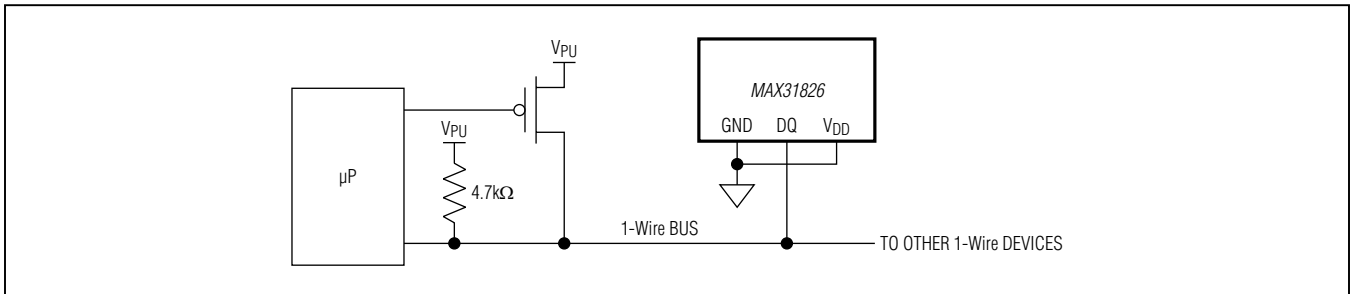 VPU
MAX31826
GND DQ VDD
VPU
µP
4.7kΩ
1-Wire BUS
TO OTHER 1-Wire DEVICES